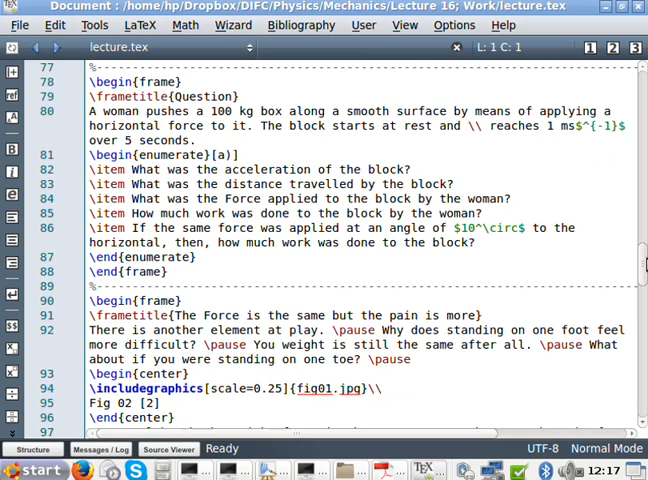 Document : /home/hp/Dropbox/DIFC/Physics/Mechanics/Lecture 16; Work/lecture.tex
File Edit Tools LaTeX Math Wizard Bibliography User View Options Help
lecture.tex L: 1 C: 1 1 2 3
77 %-----------------------------------------------------------------------------
78 \begin{frame}
79 \frametitle{Question}
80 A woman pushes a 100 kg box along a smooth surface by means of applying a
horizontal force to it. The block starts at rest and \\ reaches 1 ms$^{-1}$
over 5 seconds.
81 \begin{enumerate}[a)]
82 \item What was the acceleration of the block?
83 \item What was the distance travelled by the block?
84 \item What was the Force applied to the block by the woman?
85 \item How much work was done to the block by the woman?
86 \item If the same force was applied at an angle of $10^\circ$ to the
horizontal, then, how much work was done to the block?
87 \end{enumerate}
88 \end{frame}
89 %-----------------------------------------------------------------------------
90 \begin{frame}
91 \frametitle{The Force is the same but the pain is more}
92 There is another element at play. \pause Why does standing on one foot feel
more difficult? \pause You weight is still the same after all. \pause What
about if you were standing on one toe? \pause
93 \begin{center}
94 \includegraphics[scale=0.25]{fig01.jpg}\\
95 Fig 02 [2]
96 \end{center}
97
Structure Messages / Log Source Viewer Ready UTF-8 Normal Mode
start TEX 12:17